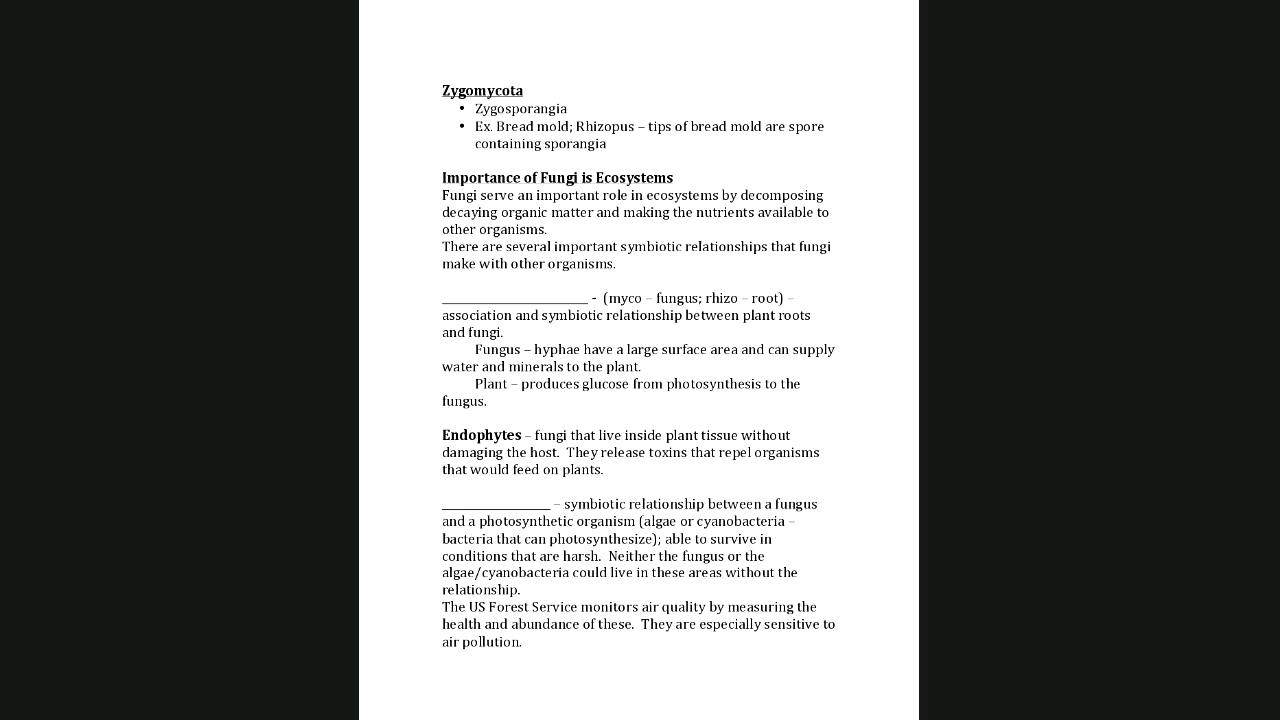 Zygomycota
• Zygosporangia
• Ex. Bread mold; Rhizopus – tips of bread mold are spore
containing sporangia
Importance of Fungi is Ecosystems
Fungi serve an important role in ecosystems by decomposing
decaying organic matter and making the nutrients available to
other organisms.
There are several important symbiotic relationships that fungi
make with other organisms.
_____________________ - (myco – fungus; rhizo – root) –
association and symbiotic relationship between plant roots
and fungi.
Fungus – hyphae have a large surface area and can supply
water and minerals to the plant.
Plant – produces glucose from photosynthesis to the
fungus.
Endophytes – fungi that live inside plant tissue without
damaging the host. They release toxins that repel organisms
that would feed on plants.
________________ – symbiotic relationship between a fungus
and a photosynthetic organism (algae or cyanobacteria –
bacteria that can photosynthesize); able to survive in
conditions that are harsh. Neither the fungus or the
algae/cyanobacteria could live in these areas without the
relationship.
The US Forest Service monitors air quality by measuring the
health and abundance of these. They are especially sensitive to
air pollution.